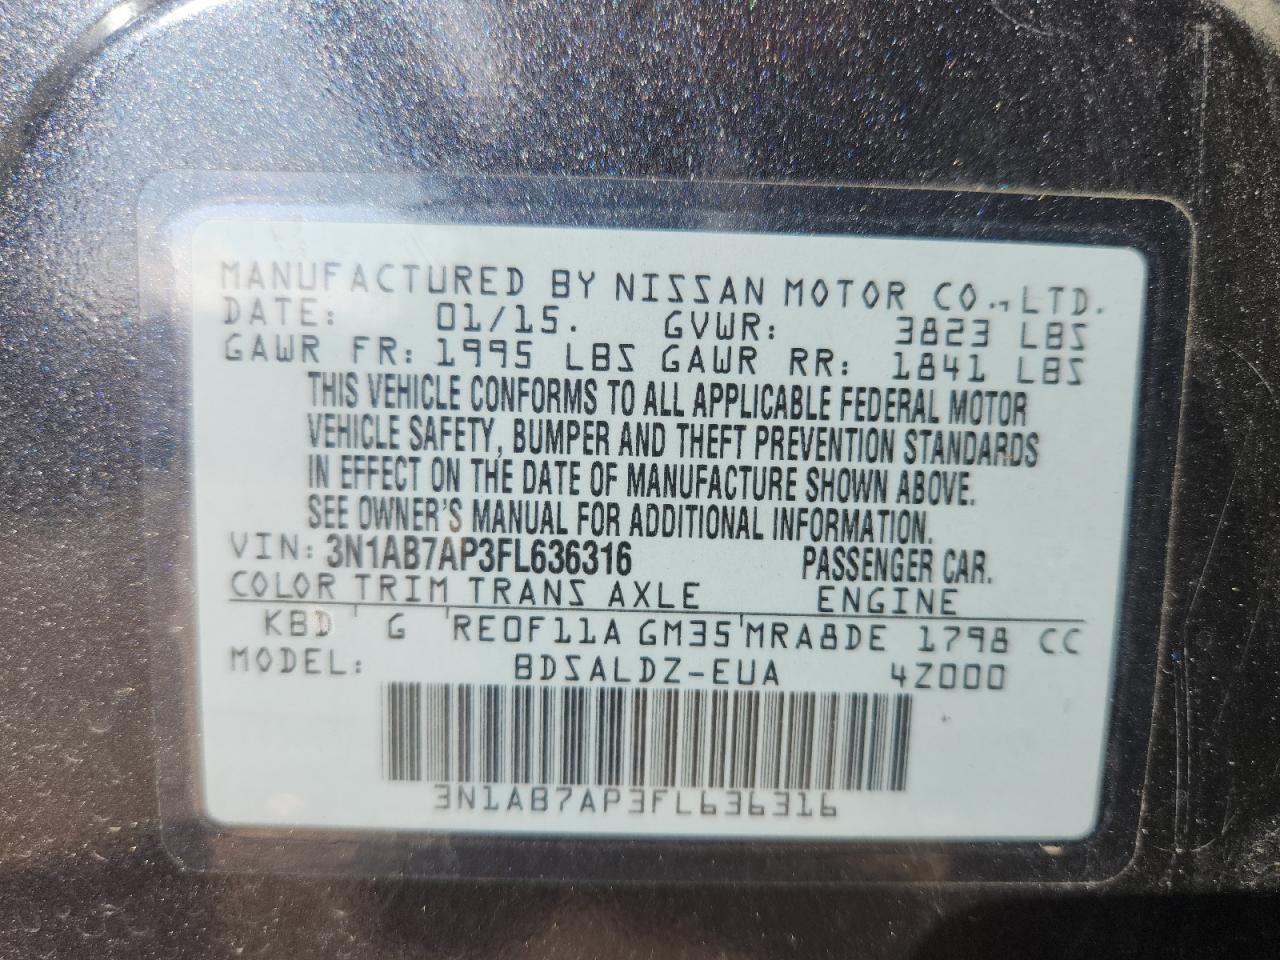 MANUFACTURED BY NISSAN MOTOR CO., LTD.
DATE: 01/15. GVWR: 3823 LBS
GAWR FR: 1995 LBS GAWR RR: 1841 LBS
THIS VEHICLE CONFORMS TO ALL APPLICABLE FEDERAL MOTOR
VEHICLE SAFETY, BUMPER AND THEFT PREVENTION STANDARDS
IN EFFECT ON THE DATE OF MANUFACTURE SHOWN ABOVE.
SEE OWNER'S MANUAL FOR ADDITIONAL INFORMATION.
VIN: 3N1AB7AP3FL636316 PASSENGER CAR.
COLOR TRIM TRANS AXLE ENGINE
KBD ' G 'RE0F11A GM35'MRA8DE 1798 CC
MODEL: BDSALDZ-EUA 4Z000
3N1AB7AP3FL636316